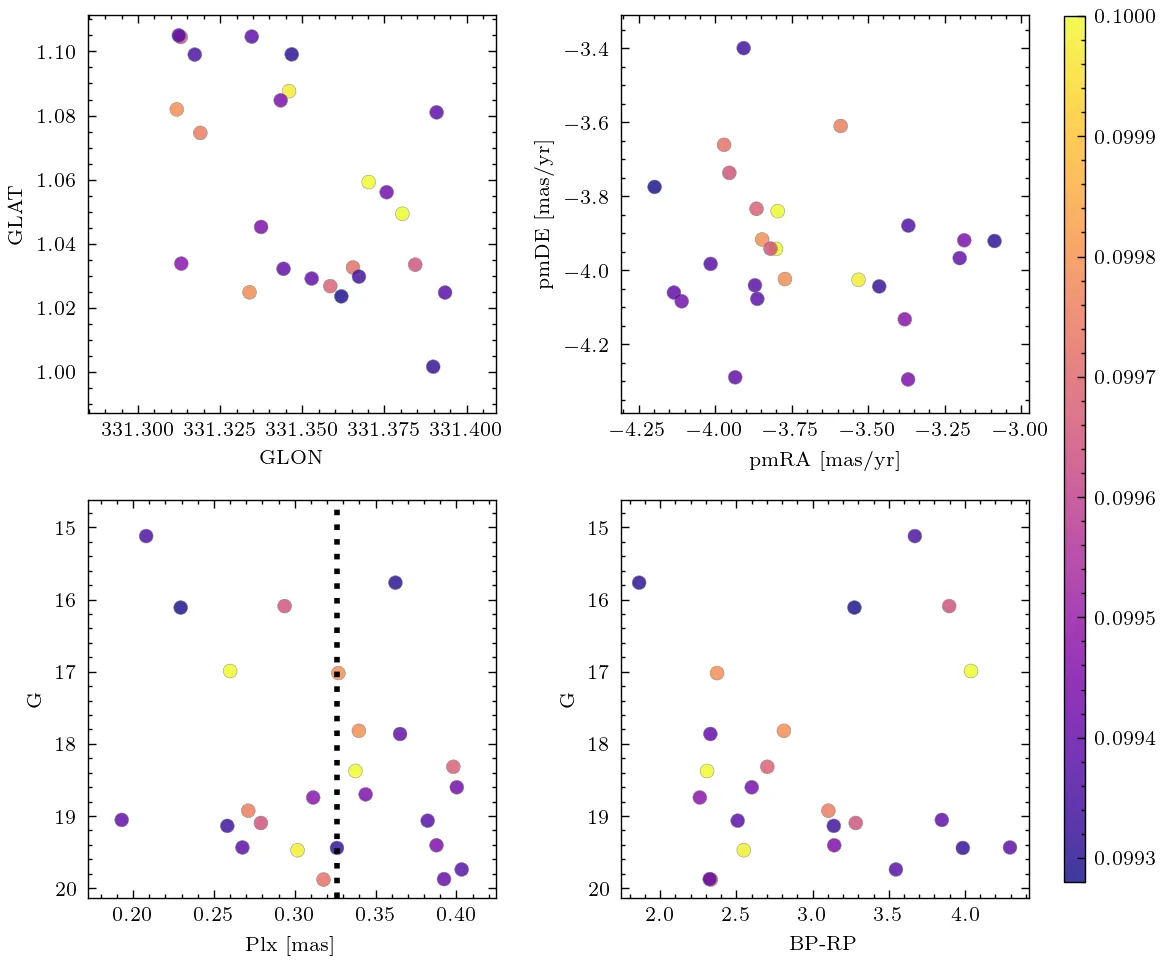 1.10
1.08
1.06
1.04
1.02
1.00
GLAT
331.300 331.325 331.350 331.375 331.400
GLON
−3.4
−3.6
−3.8
−4.0
−4.2
pmDE [mas/yr]
−4.25 −4.00 −3.75 −3.50 −3.25 −3.00
pmRA [mas/yr]
15
16
17
18
19
20
G
0.20 0.25 0.30 0.35 0.40
Plx [mas]
15
16
17
18
19
20
G
2.0 2.5 3.0 3.5 4.0
BP-RP
0.1000
0.0999
0.0998
0.0997
0.0996
0.0995
0.0994
0.0993